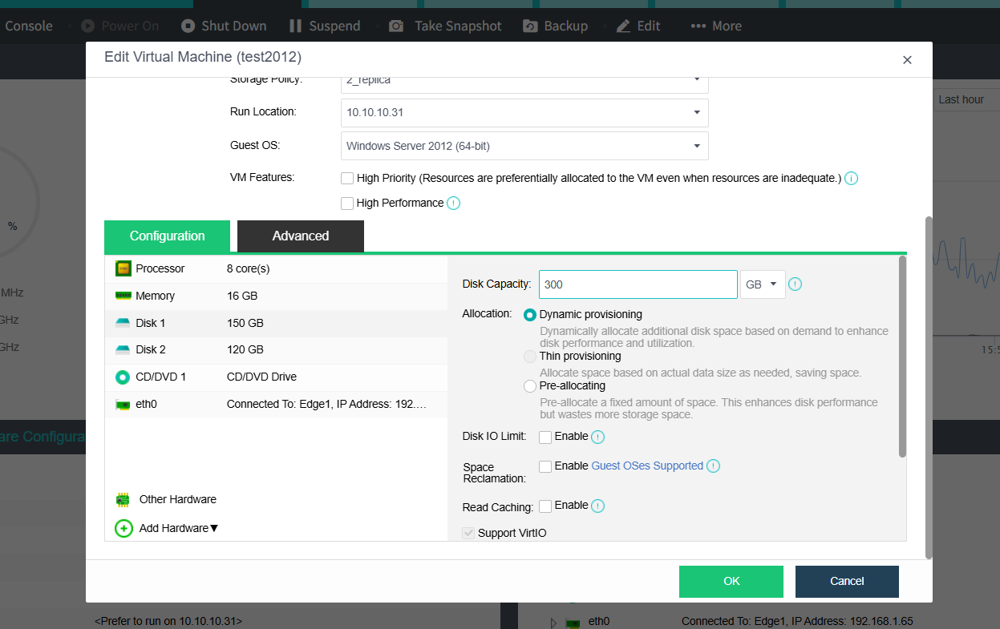 Console
Power On
Shut Down
Suspend
Take Snapshot
Backup
Edit
More
Edit Virtual Machine (test2012)
Last hour
Storage Policy:
2_replica
Run Location:
10.10.10.31
Guest OS:
Windows Server 2012 (64-bit)
VM Features:
High Priority (Resources are preferentially allocated to the VM even when resources are inadequate.)
High Performance
%
MHz
GHz
GHz
Configuration
Advanced
Processor
8 core(s)
Memory
16 GB
Disk 1
150 GB
Disk 2
120 GB
CD/DVD 1
CD/DVD Drive
eth0
Connected To: Edge1, IP Address: 192....
Other Hardware
Add Hardware▼
Disk Capacity:
300
GB
Allocation:
Dynamic provisioning
Dynamically allocate additional disk space based on demand to enhance
disk performance and utilization.
Thin provisioning
Allocate space based on actual data size as needed, saving space.
Pre-allocating
Pre-allocate a fixed amount of space. This enhances disk performance
but wastes more storage space.
Disk IO Limit:
Enable
Space
Reclamation:
Enable Guest OSes Supported
Read Caching:
Enable
Support VirtIO
15:5
are Configura
OK
Cancel
<Prefer to run on 10.10.10.31>
eth0
Connected To: Edge1, IP Address: 192.168.1.65